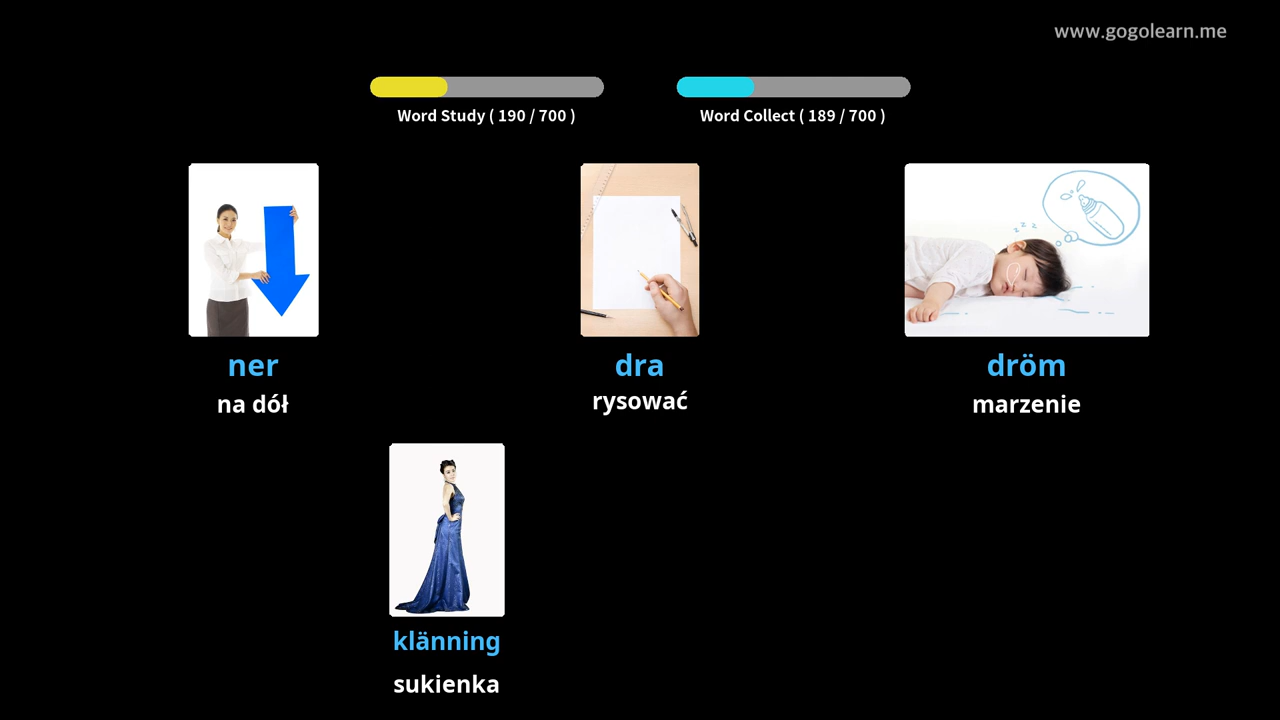 www.gogolearn.me
Word Study ( 190 / 700 )
Word Collect ( 189 / 700 )
ner
na dół
dra
rysować
dröm
marzenie
klänning
sukienka